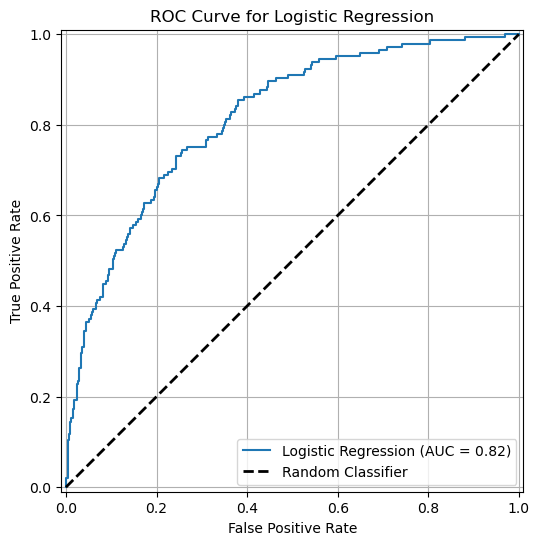 ROC Curve for Logistic Regression
1.0
0.8
0.6
0.4
0.2
0.0
True Positive Rate
Logistic Regression (AUC = 0.82)
Random Classifier
0.0 0.2 0.4 0.6 0.8 1.0
False Positive Rate